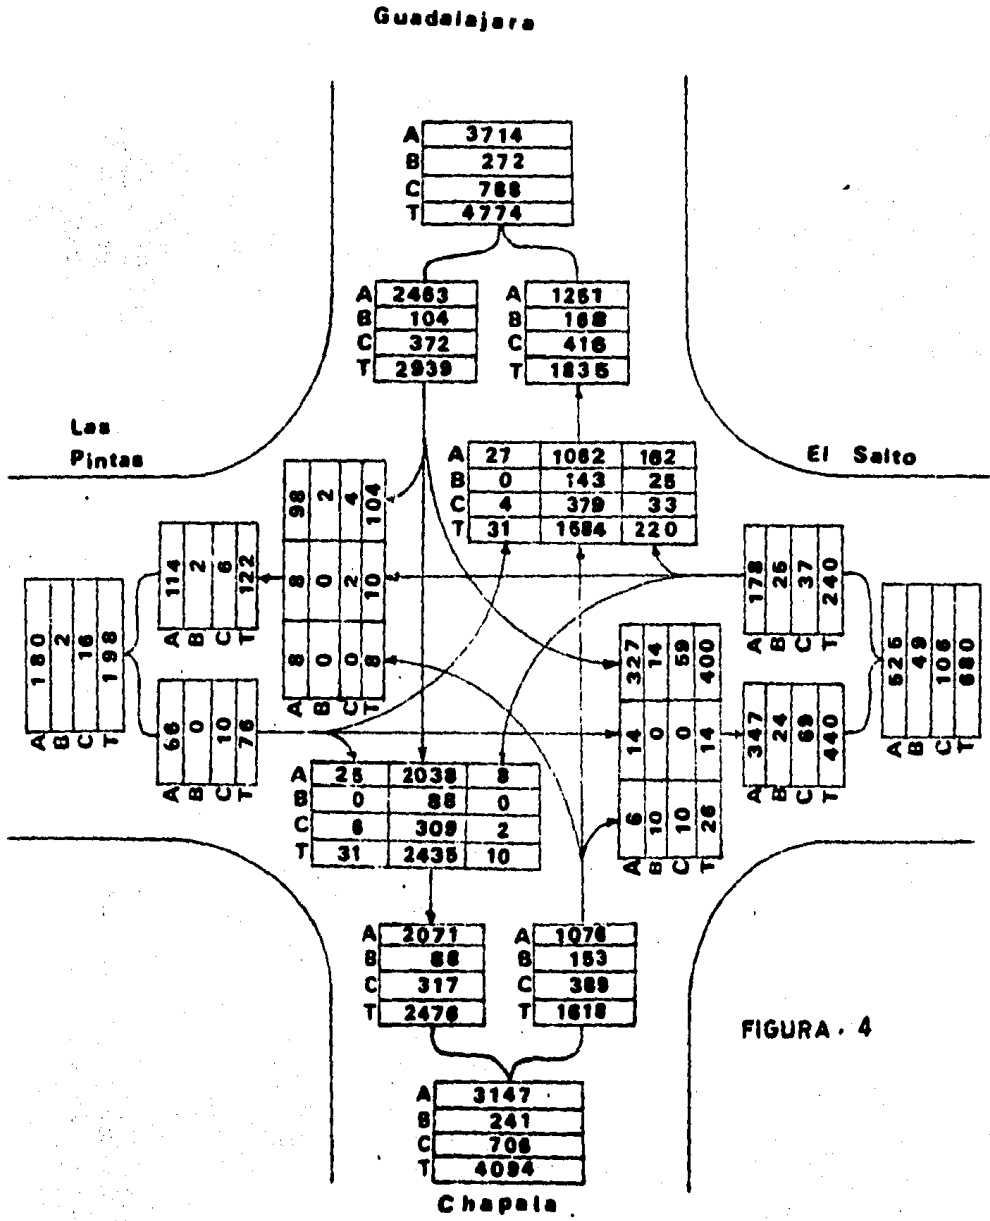 Guadalajara
A 3714
B 272
C 788
T 4774
A 2463
B 104
C 372
T 2939
A 1251
B 168
C 416
T 1835
Las
Pintas
El Salto
A 27 1062 162
B 0 143 25
C 4 379 33
T 31 1584 220
98 2 4 104
8 0 2 10
8 0 0 8
A B C T
114 2 6 122
A B C T
180 2 16 198
A B C T
66 0 10 76
A B C T
178 25 37 240
A B C T
525 49 106 680
A B C T
347 24 69 440
A B C T
327 14 59 400
14 0 0 14
6 10 10 26
A B C T
A 25 2038 8
B 0 88 0
C 6 309 2
T 31 2435 10
A 2071
B 88
C 317
T 2476
A 1076
B 153
C 389
T 1618
FIGURA. 4
A 3147
B 241
C 706
T 4094
Chapala